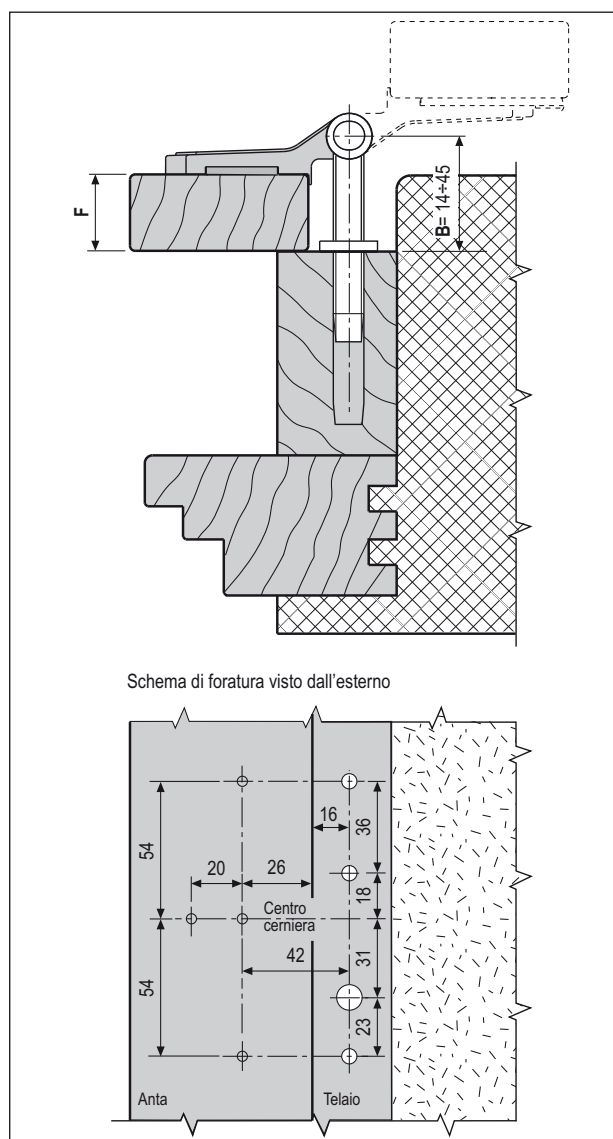 F
B= 14÷45
Schema di foratura visto dall'esterno
16
36
54
20
26
18
Centro
cerniera
42
31
54
23
Anta
Telaio